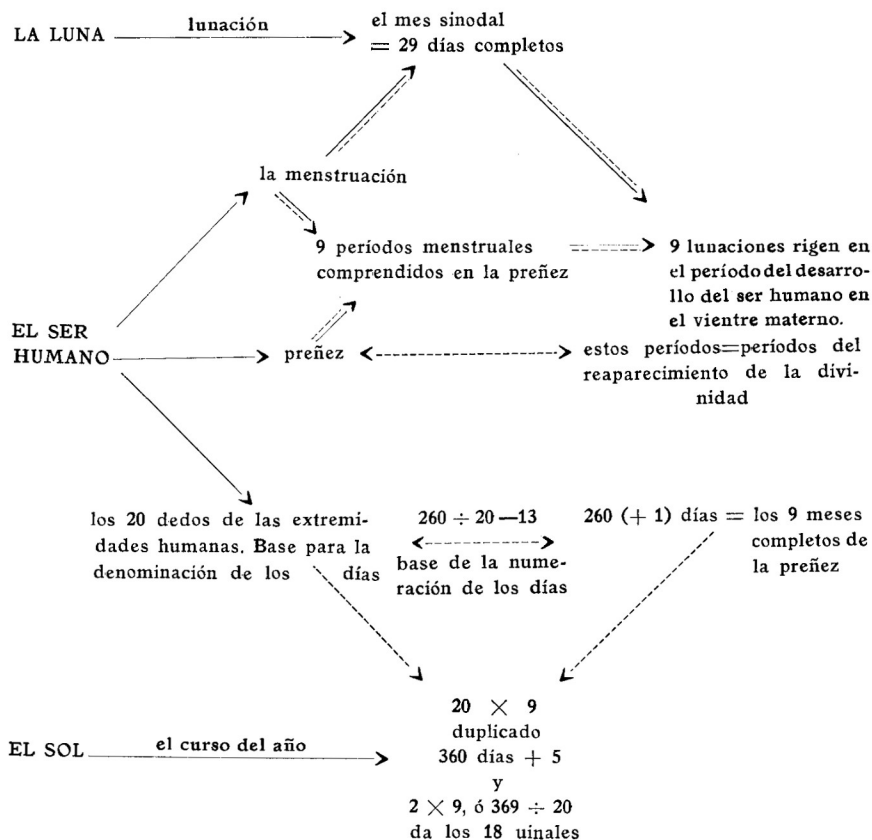 LA LUNA
lunación
el mes sinodal
= 29 días completos
la menstruación
9 períodos menstruales
comprendidos en la preñez
9 lunaciones rigen en
el período del desarro-
llo del ser humano en
el vientre materno.
EL SER
HUMANO
preñez
estos períodos=períodos del
reaparecimiento de la divi-
nidad
los 20 dedos de las extremi-
dades humanas. Base para la
denominación de los días
260 ÷ 20 — 13
base de la nume-
ración de los días
260 (+ 1) días = los 9 meses
completos de
la preñez
20 × 9
duplicado
360 días + 5
y
2 × 9, ó 369 ÷ 20
da los 18 uinales
EL SOL
el curso del año